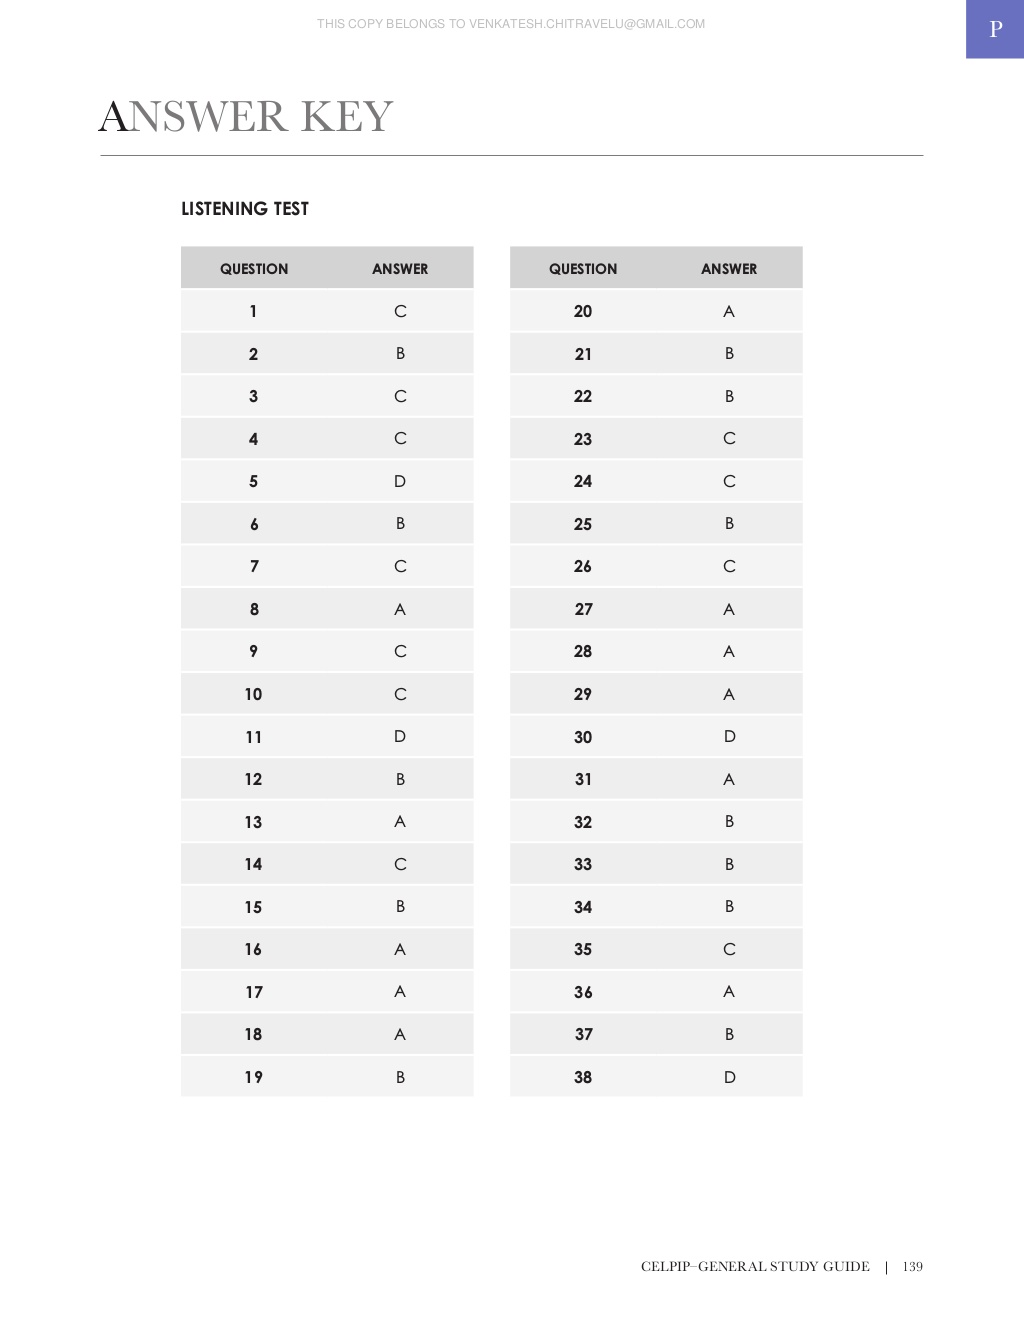 THIS COPY BELONGS TO VENKATESH.CHITRAVELU@GMAIL.COM
P
ANSWER KEY
LISTENING TEST
QUESTION ANSWER
1 C
2 B
3 C
4 C
5 D
6 B
7 C
8 A
9 C
10 C
11 D
12 B
13 A
14 C
15 B
16 A
17 A
18 A
19 B
QUESTION ANSWER
20 A
21 B
22 B
23 C
24 C
25 B
26 C
27 A
28 A
29 A
30 D
31 A
32 B
33 B
34 B
35 C
36 A
37 B
38 D
CELPIP–GENERAL STUDY GUIDE | 139